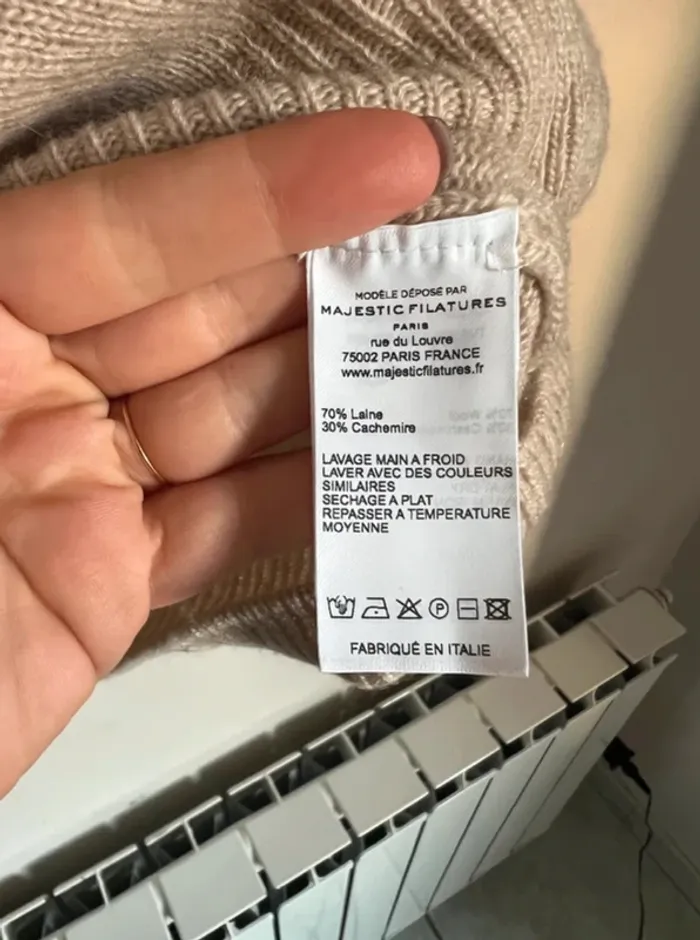 MODÈLE DÉPOSÉ PAR
MAJESTIC FILATURES
PARIS
rue du Louvre
75002 PARIS FRANCE
www.majesticfilatures.fr
70% Laine
30% Cachemire
LAVAGE MAIN A FROID
LAVER AVEC DES COULEURS
SIMILAIRES
SECHAGE A PLAT
REPASSER A TEMPERATURE
MOYENNE
P
FABRIQUÉ EN ITALIE